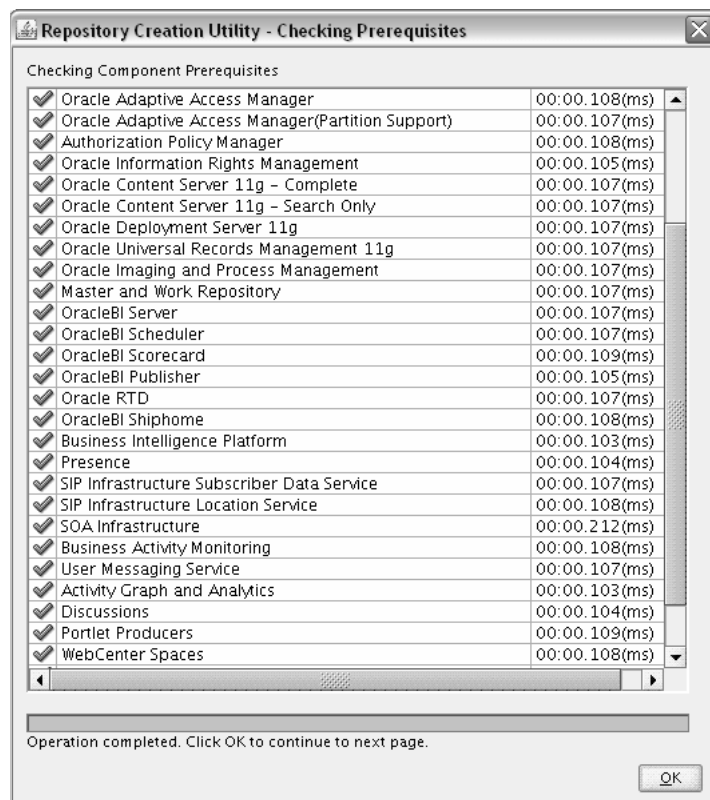 Repository Creation Utility - Checking Prerequisites
Checking Component Prerequisites
Oracle Adaptive Access Manager 00:00.108(ms)
Oracle Adaptive Access Manager(Partition Support) 00:00.107(ms)
Authorization Policy Manager 00:00.108(ms)
Oracle Information Rights Management 00:00.105(ms)
Oracle Content Server 11g - Complete 00:00.107(ms)
Oracle Content Server 11g - Search Only 00:00.107(ms)
Oracle Deployment Server 11g 00:00.107(ms)
Oracle Universal Records Management 11g 00:00.107(ms)
Oracle Imaging and Process Management 00:00.107(ms)
Master and Work Repository 00:00.107(ms)
OracleBI Server 00:00.107(ms)
OracleBI Scheduler 00:00.107(ms)
OracleBI Scorecard 00:00.109(ms)
OracleBI Publisher 00:00.105(ms)
Oracle RTD 00:00.107(ms)
OracleBI Shiphome 00:00.108(ms)
Business Intelligence Platform 00:00.103(ms)
Presence 00:00.104(ms)
SIP Infrastructure Subscriber Data Service 00:00.107(ms)
SIP Infrastructure Location Service 00:00.108(ms)
SOA Infrastructure 00:00.212(ms)
Business Activity Monitoring 00:00.108(ms)
User Messaging Service 00:00.107(ms)
Activity Graph and Analytics 00:00.103(ms)
Discussions 00:00.104(ms)
Portlet Producers 00:00.109(ms)
WebCenter Spaces 00:00.108(ms)
Operation completed. Click OK to continue to next page.
OK